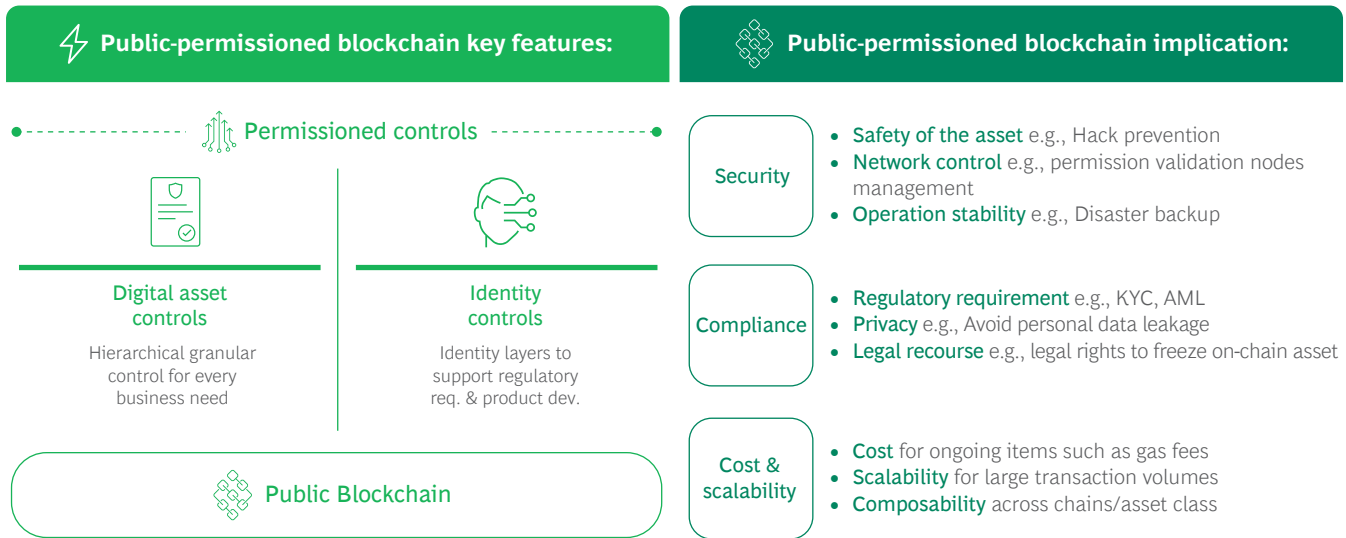 Public-permissioned blockchain key features:
Permissioned controls
Digital asset
controls
Hierarchical granular
control for every
business need
Identity
controls
Identity layers to
support regulatory
req. & product dev.
Public Blockchain
Public-permissioned blockchain implication:
Security
• Safety of the asset e.g., Hack prevention
• Network control e.g., permission validation nodes
management
• Operation stability e.g., Disaster backup
Compliance
• Regulatory requirement e.g., KYC, AML
• Privacy e.g., Avoid personal data leakage
• Legal recourse e.g., legal rights to freeze on-chain asset
Cost &
scalability
• Cost for ongoing items such as gas fees
• Scalability for large transaction volumes
• Composability across chains/asset class